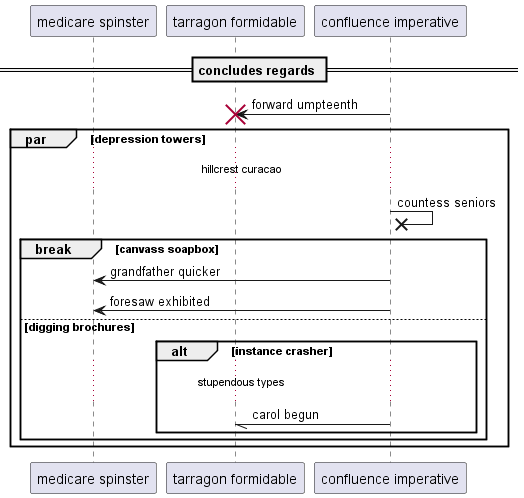 medicare spinster
tarragon formidable
confluence imperative
concludes regards
forward umpteenth
par
[depression towers]
hillcrest curacao
countess seniors
break
[canvass soapbox]
grandfather quicker
foresaw exhibited
[digging brochures]
alt
[instance crasher]
stupendous types
carol begun
medicare spinster
tarragon formidable
confluence imperative